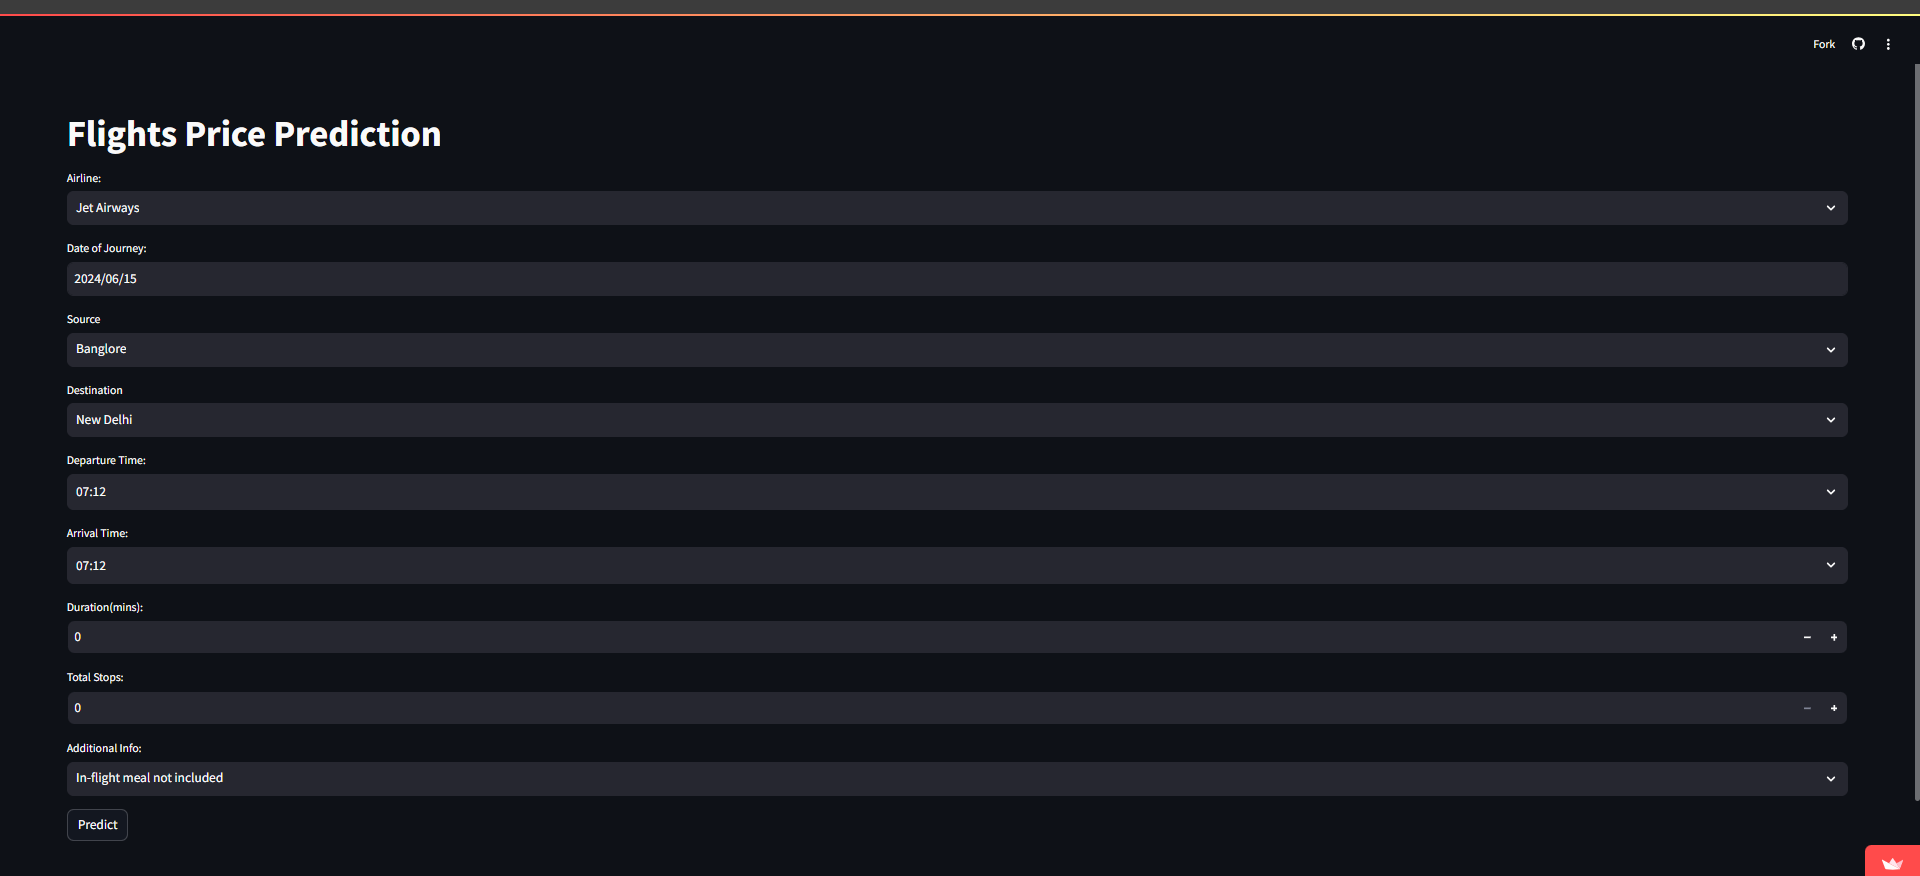 Fork
Flights Price Prediction
Airline:
Jet Airways
Date of Journey:
2024/06/15
Source
Banglore
Destination
New Delhi
Departure Time:
07:12
Arrival Time:
07:12
Duration(mins):
0
Total Stops:
0
Additional Info:
In-flight meal not included
Predict